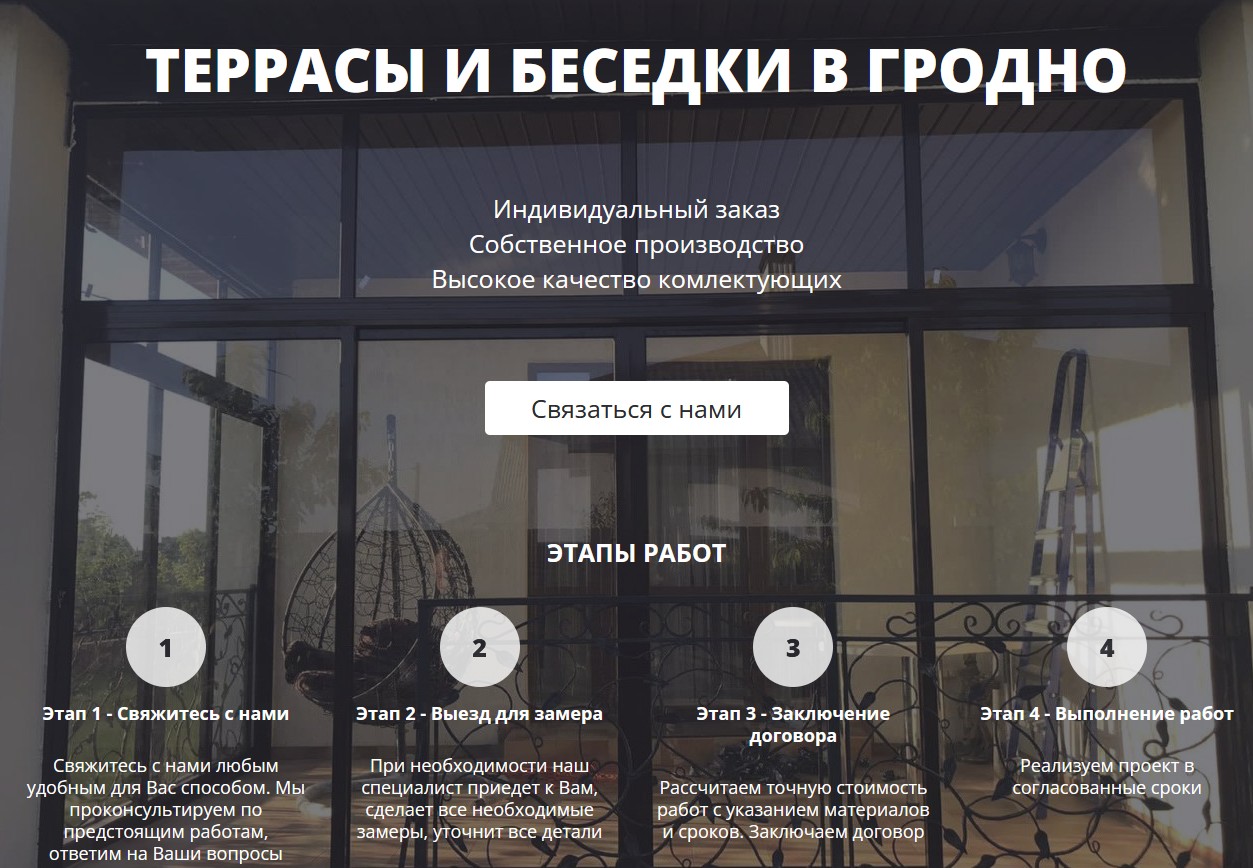 ТЕРРАСЫ И БЕСЕДКИ В ГРОДНО
Индивидуальный заказ
Собственное производство
Высокое качество комлектующих
Связаться с нами
ЭТАПЫ РАБОТ
1
2
3
4
Этап 1 - Свяжитесь с нами
Свяжитесь с нами любым
удобным для Вас способом. Мы
проконсультируем по
предстоящим работам,
ответим на Ваши вопросы
Этап 2 - Выезд для замера
При необходимости наш
специалист приедет к Вам,
сделает все необходимые
замеры, уточнит все детали
Этап 3 - Заключение
договора
Рассчитаем точную стоимость
работ с указанием материалов
и сроков. Заключаем договор
Этап 4 - Выполнение работ
Реализуем проект в
согласованные сроки